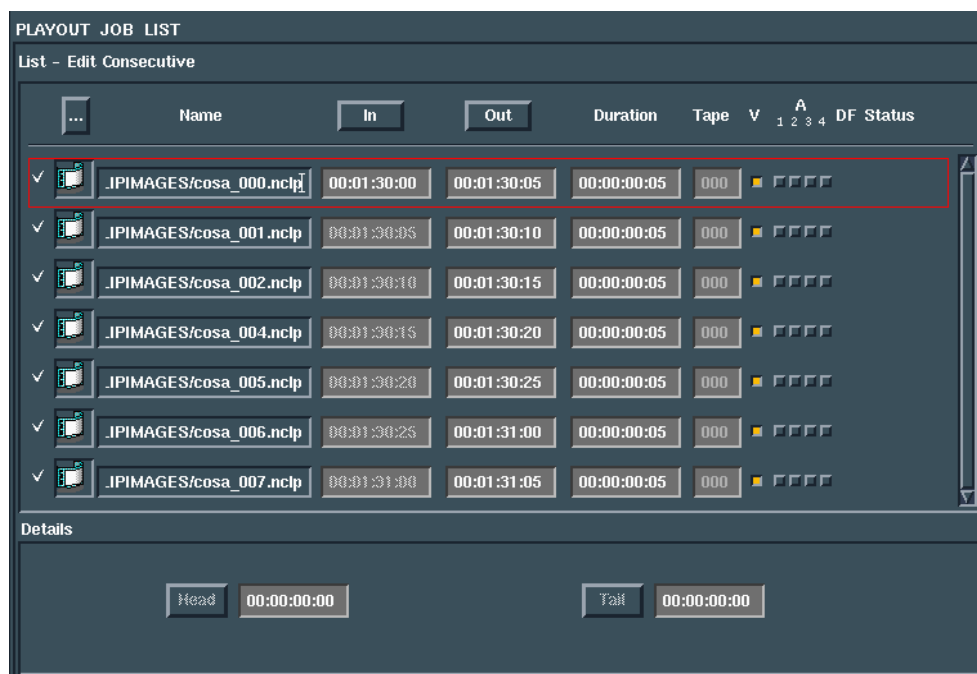 PLAYOUT JOB LIST
List - Edit Consecutive
... Name In Out Duration Tape V A 1 2 3 4 DF Status
.IPIMAGES/cosa_000.nclp 00:01:30:00 00:01:30:05 00:00:00:05 000
.IPIMAGES/cosa_001.nclp 00:01:30:05 00:01:30:10 00:00:00:05 000
.IPIMAGES/cosa_002.nclp 00:01:30:10 00:01:30:15 00:00:00:05 000
.IPIMAGES/cosa_004.nclp 00:01:30:15 00:01:30:20 00:00:00:05 000
.IPIMAGES/cosa_005.nclp 00:01:30:20 00:01:30:25 00:00:00:05 000
.IPIMAGES/cosa_006.nclp 00:01:30:25 00:01:31:00 00:00:00:05 000
.IPIMAGES/cosa_007.nclp 00:01:31:00 00:01:31:05 00:00:00:05 000
Details
Head 00:00:00:00 Tail 00:00:00:00